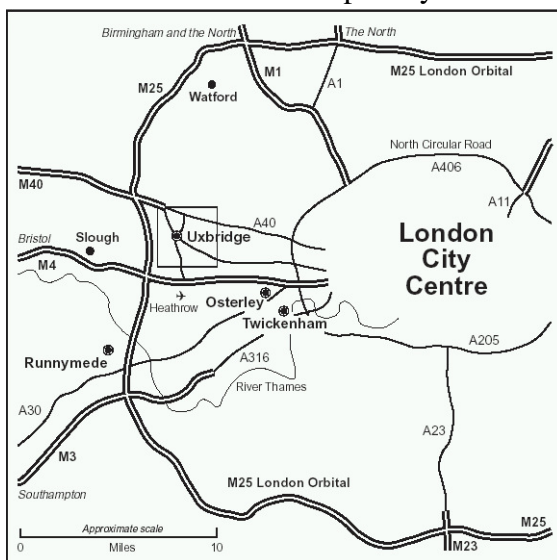 Birmingham and the North
The North
M1
M25 London Orbital
M25
A1
Watford
North Circular Road
A406
M40
A11
A40
Bristol
Slough
Uxbridge
London
City
Centre
M4
Osterley
Heathrow
Twickenham
Runnymede
A205
A316
River Thames
A30
A23
M3
M25 London Orbital
Southampton
Approximate scale
0
10
Miles
M25
M23